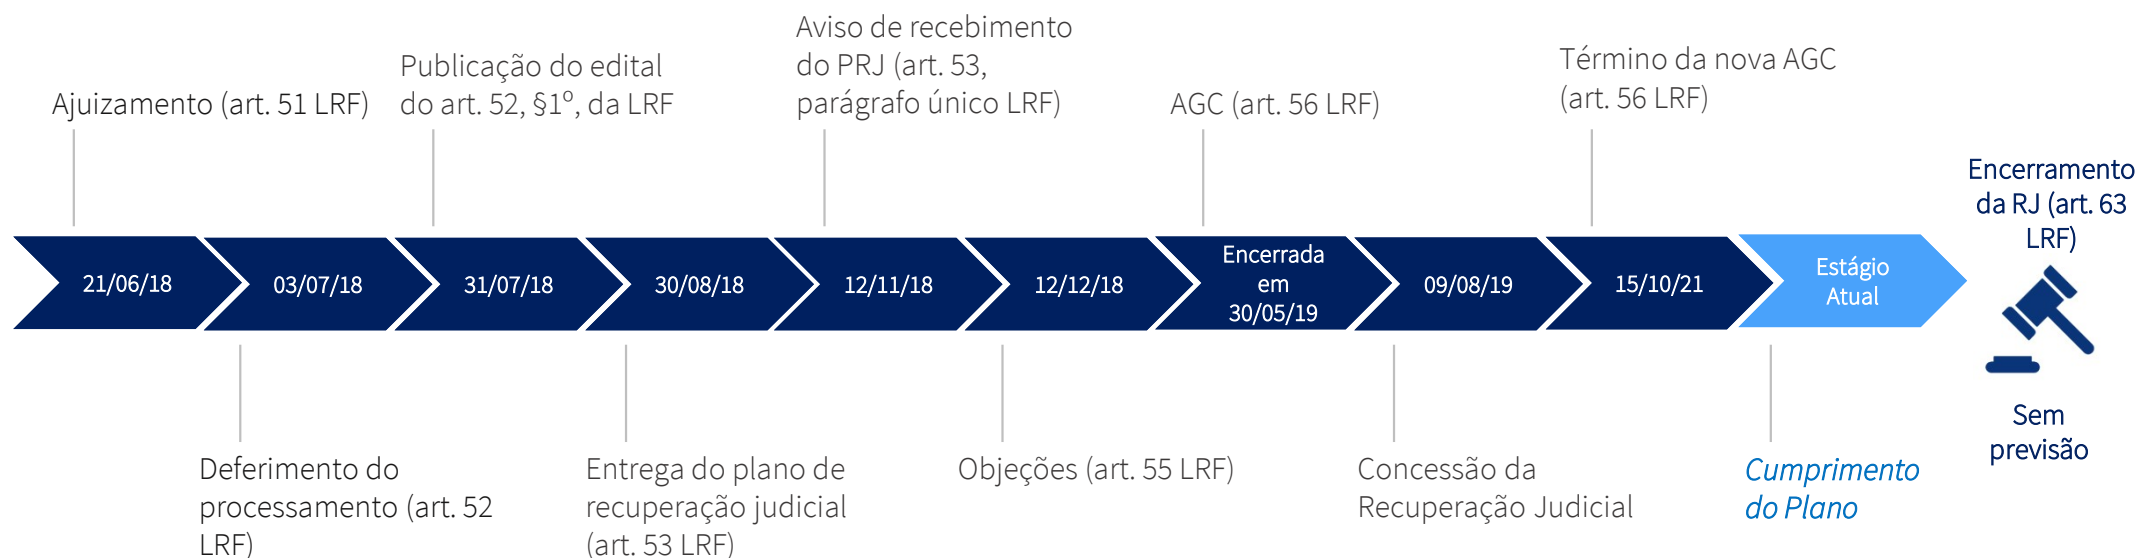 Ajuizamento (art. 51 LRF)
Publicação do edital
do art. 52, §1º, da LRF
Aviso de recebimento
do PRJ (art. 53,
parágrafo único LRF)
AGC (art. 56 LRF)
Término da nova AGC
(art. 56 LRF)
Encerramento
da RJ (art. 63
LRF)
21/06/18
03/07/18
31/07/18
30/08/18
12/11/18
12/12/18
Encerrada
em
30/05/19
09/08/19
15/10/21
Estágio
Atual
Sem
previsão
Deferimento do
processamento (art. 52
LRF)
Entrega do plano de
recuperação judicial
(art. 53 LRF)
Objeções (art. 55 LRF)
Concessão da
Recuperação Judicial
Cumprimento
do Plano